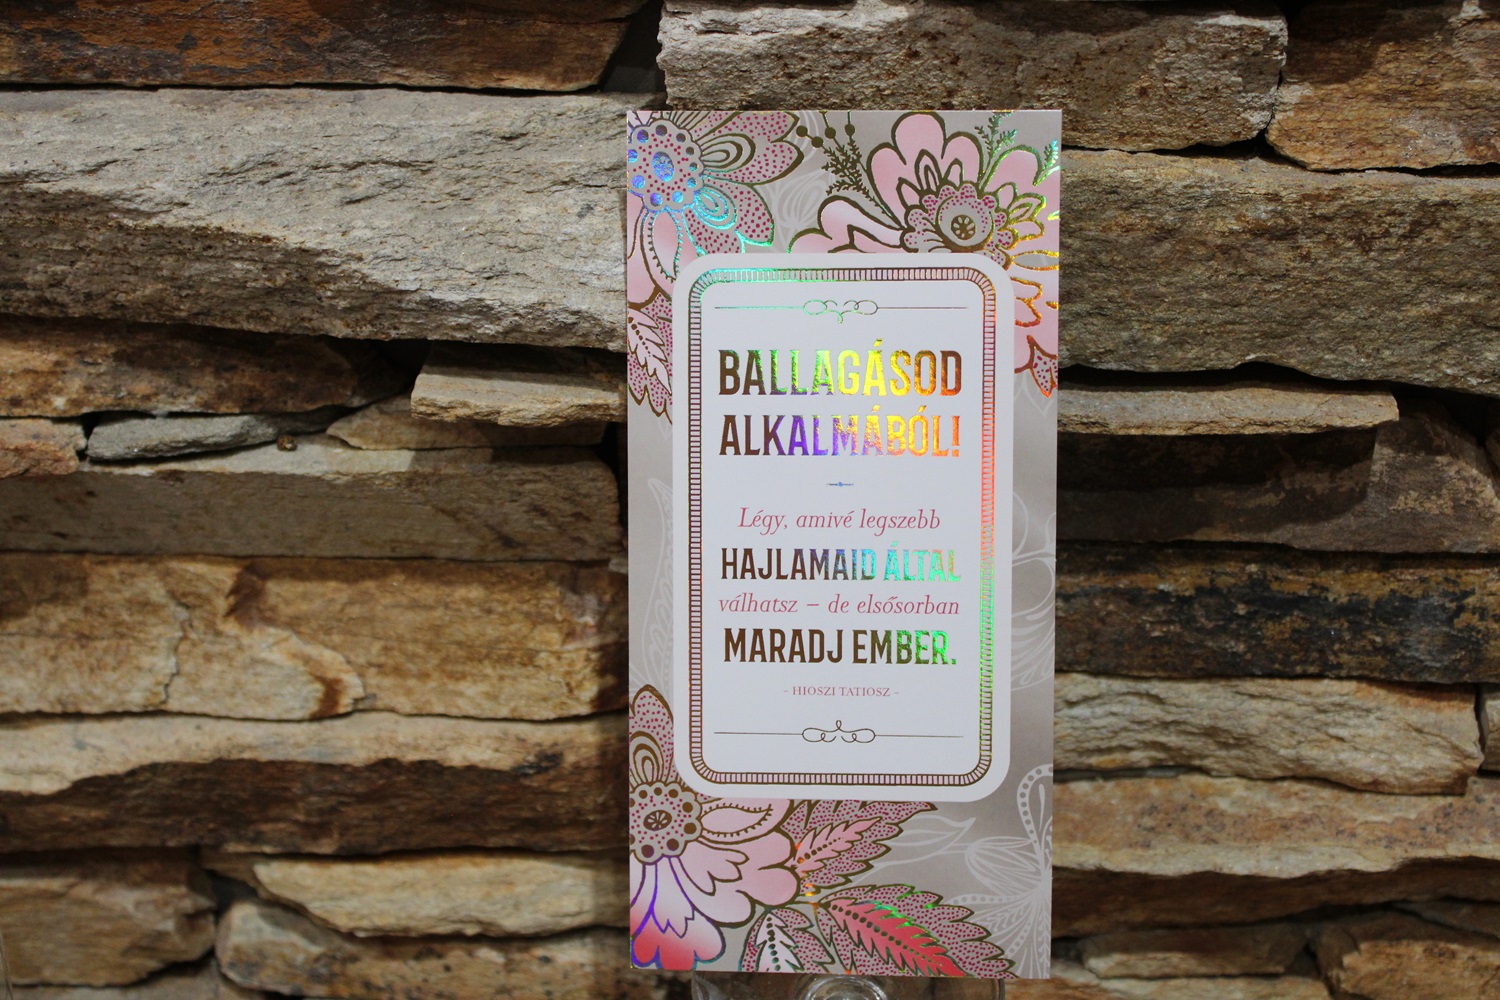 BALLAGÁSOD
ALKALMÁBÓL!
Légy, amivé legszebb
HAJLAMAID ÁLTAL
válhatsz – de elsősorban
MARADJ EMBER.
- HIOSZI TATIOSZ -